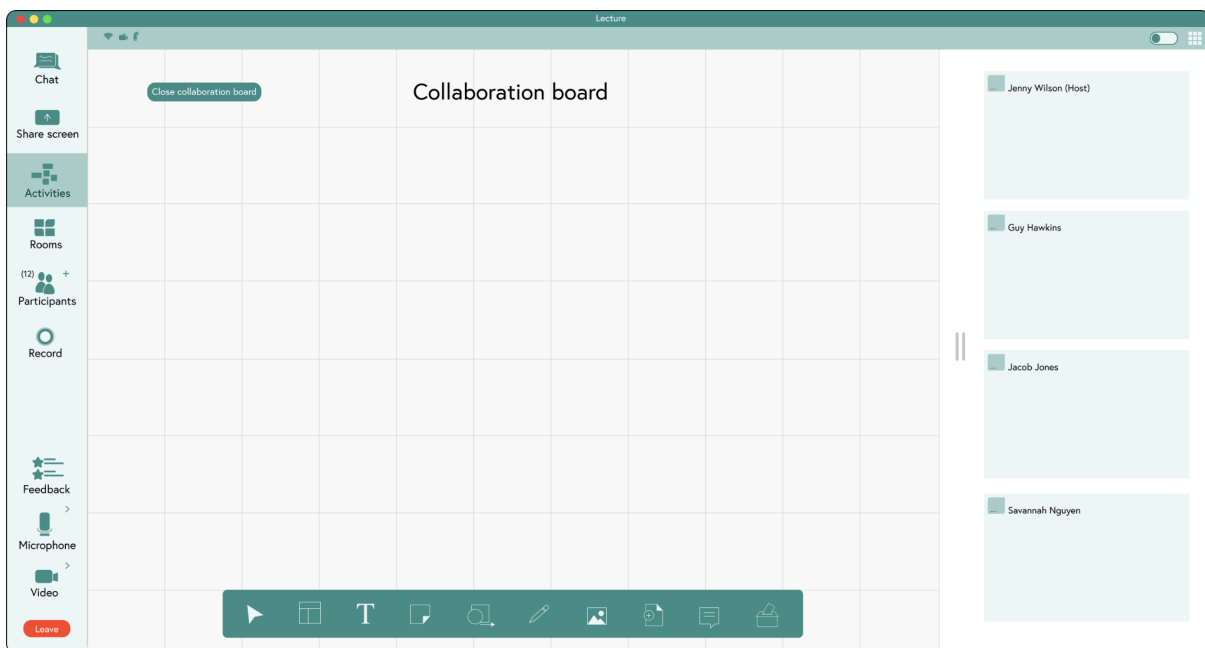 Lecture
Chat
Share screen
Activities
Rooms
(12) +
Participants
Record
Feedback
Microphone
Video
Leave
Close collaboration board
Collaboration board
T
Jenny Wilson (Host)
Guy Hawkins
Jacob Jones
Savannah Nguyen